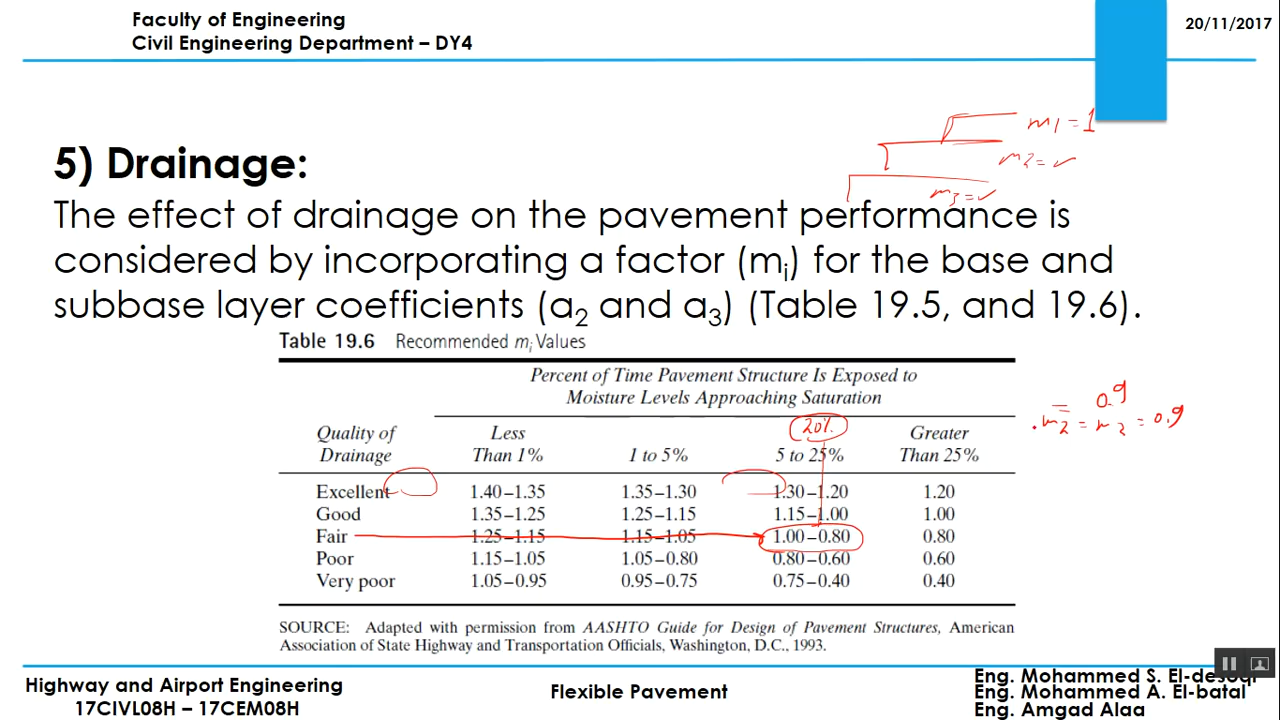 Faculty of Engineering
Civil Engineering Department – DY4
20/11/2017
m1 = 1
m2 = ✓
m3 = ✓
5) Drainage:
The effect of drainage on the pavement performance is
considered by incorporating a factor (mi) for the base and
subbase layer coefficients (a2 and a3) (Table 19.5, and 19.6).
Table 19.6 Recommended mi Values
Percent of Time Pavement Structure Is Exposed to
Moisture Levels Approaching Saturation
= 0.9
m2 = m3 = 0.9
20%
Quality of Less Greater
Drainage Than 1% 1 to 5% 5 to 25% Than 25%
Excellent 1.40–1.35 1.35–1.30 1.30–1.20 1.20
Good 1.35–1.25 1.25–1.15 1.15–1.00 1.00
Fair 1.25–1.15 1.15–1.05 1.00–0.80 0.80
Poor 1.15–1.05 1.05–0.80 0.80–0.60 0.60
Very poor 1.05–0.95 0.95–0.75 0.75–0.40 0.40
SOURCE: Adapted with permission from AASHTO Guide for Design of Pavement Structures, American
Association of State Highway and Transportation Officials, Washington, D.C., 1993.
Highway and Airport Engineering
17CIVL08H – 17CEM08H
Flexible Pavement
Eng. Mohammed S. El-desoqi
Eng. Mohammed A. El-batal
Eng. Amgad Alaa